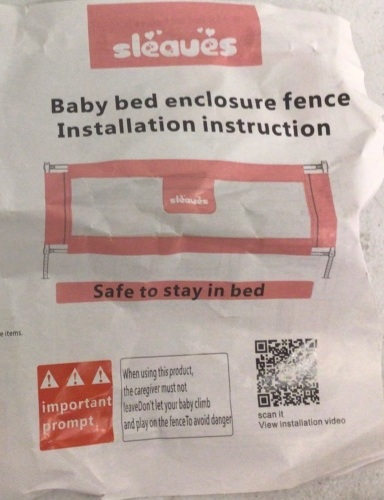 sleaves
Baby bed enclosure fence
Installation instruction
sleaves
Safe to stay in bed
e items.
important
prompt
When using this product,
the caregiver must not
leaveDon't let your baby climb
and play on the fenceTo avoid danger
scan it
View installation video